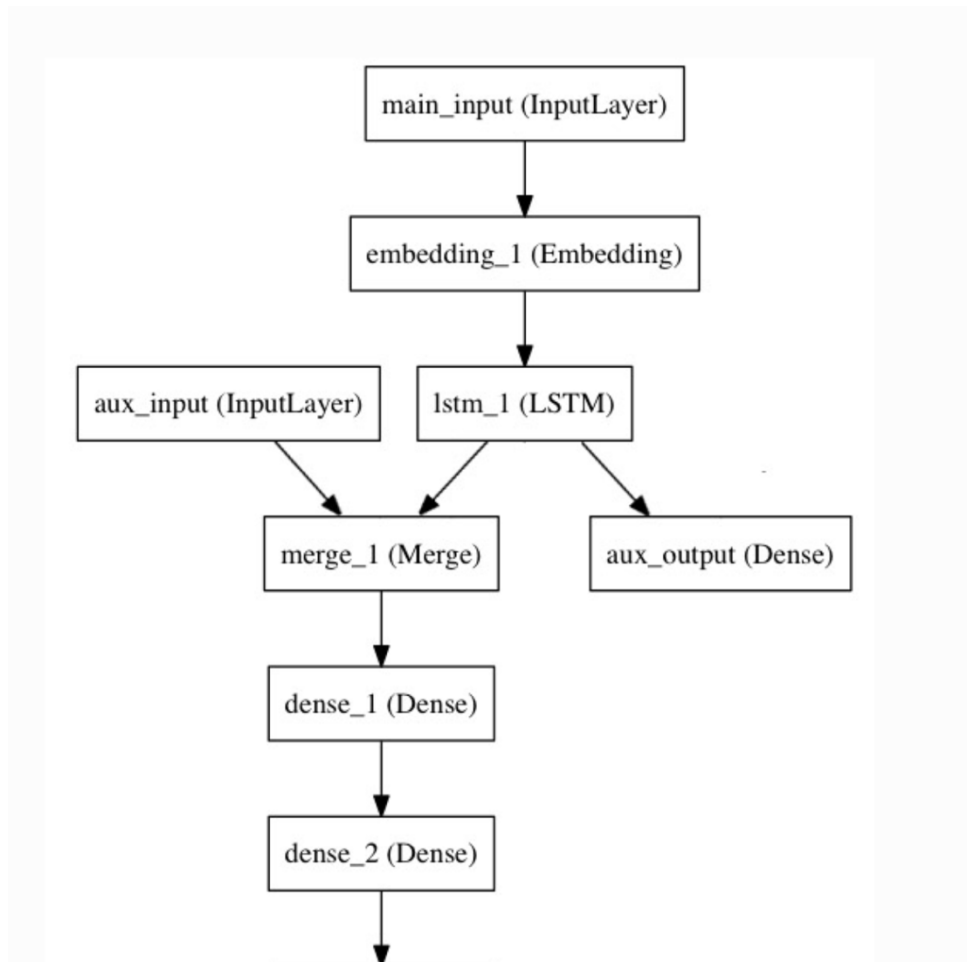 main_input (InputLayer)
embedding_1 (Embedding)
aux_input (InputLayer)
lstm_1 (LSTM)
merge_1 (Merge)
aux_output (Dense)
dense_1 (Dense)
dense_2 (Dense)